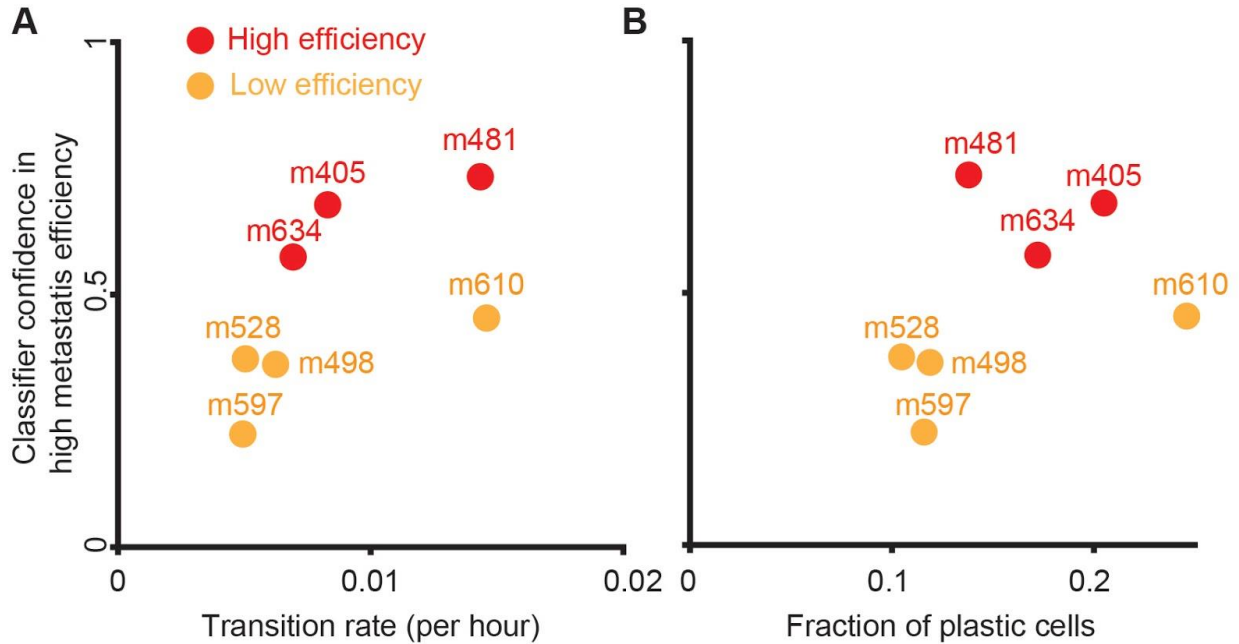 A
B
High efficiency
Low efficiency
Classifier confidence in
high metastatis efficiency
1
0.5
0
m481
m405
m634
m610
m528
m498
m597
0
0.01
0.02
Transition rate (per hour)
m481
m405
m634
m610
m528
m498
m597
0
0.1
0.2
Fraction of plastic cells